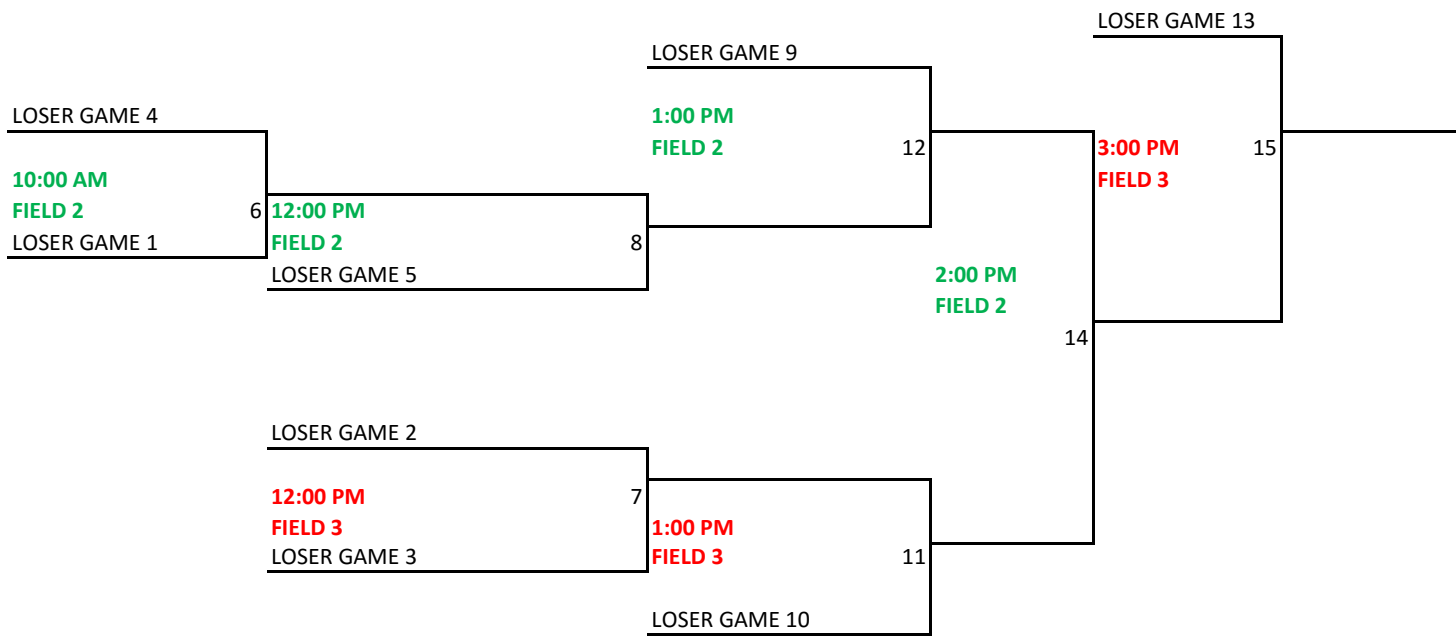 LOSER GAME 13
LOSER GAME 9
LOSER GAME 4
1:00 PM
FIELD 2
12
3:00 PM
FIELD 3
15
10:00 AM
FIELD 2
6
12:00 PM
FIELD 2
8
LOSER GAME 1
LOSER GAME 5
2:00 PM
FIELD 2
14
LOSER GAME 2
12:00 PM
FIELD 3
7
LOSER GAME 3
1:00 PM
FIELD 3
11
LOSER GAME 10